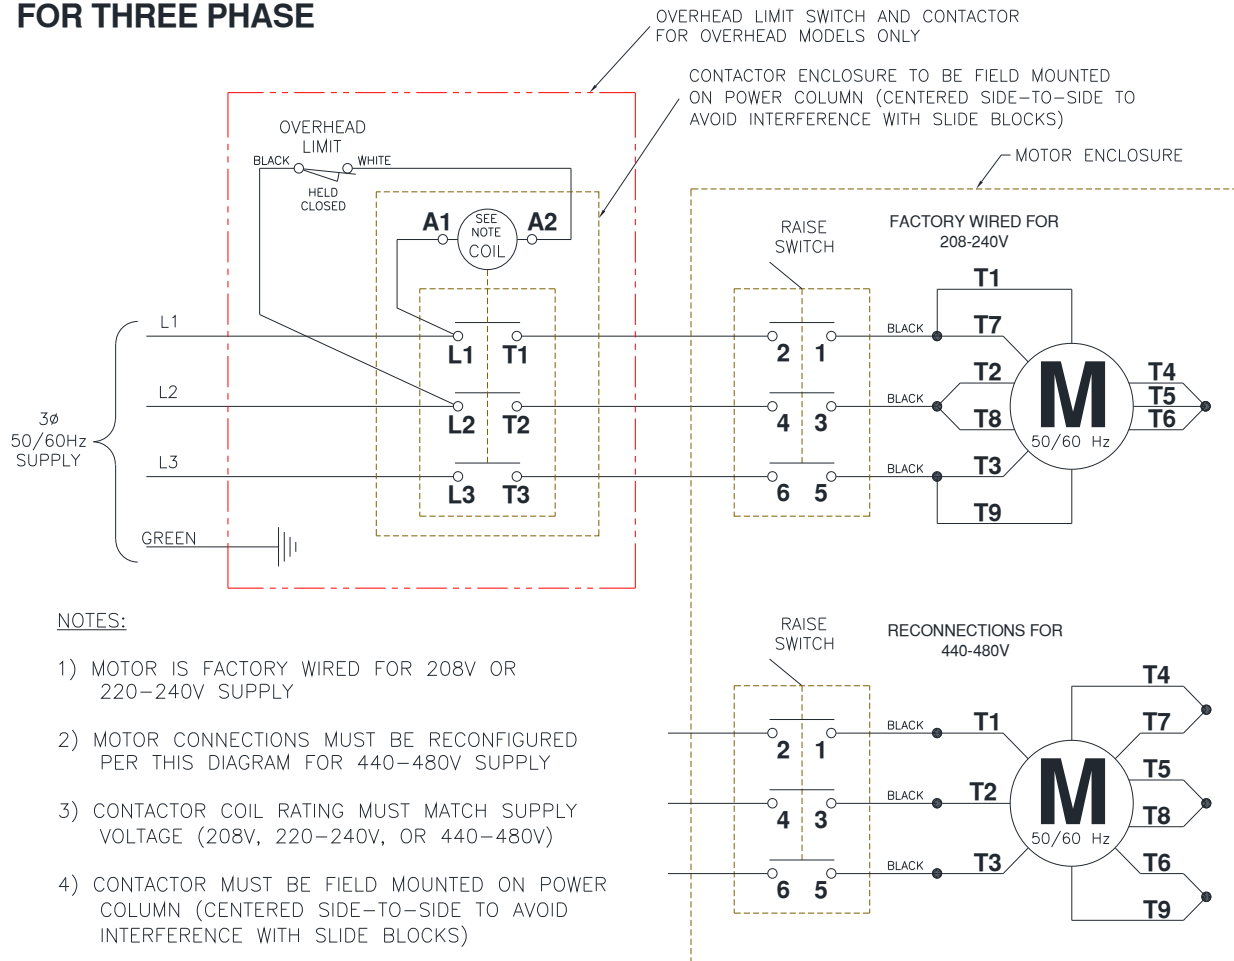 FOR THREE PHASE
OVERHEAD LIMIT SWITCH AND CONTACTOR
FOR OVERHEAD MODELS ONLY
CONTACTOR ENCLOSURE TO BE FIELD MOUNTED
ON POWER COLUMN (CENTERED SIDE-TO-SIDE TO
AVOID INTERFERENCE WITH SLIDE BLOCKS)
MOTOR ENCLOSURE
OVERHEAD
LIMIT
BLACK
WHITE
HELD
CLOSED
A1
SEE
NOTE
COIL
A2
RAISE
SWITCH
FACTORY WIRED FOR
208-240V
L1
L1
T1
2
1
BLACK
T1
T7
L2
L2
T2
4
3
BLACK
T2
T8
L3
L3
T3
6
5
BLACK
T3
T9
M
50/60 Hz
T4
T5
T6
3ø
50/60Hz
SUPPLY
GREEN
NOTES:
1) MOTOR IS FACTORY WIRED FOR 208V OR
220-240V SUPPLY
2) MOTOR CONNECTIONS MUST BE RECONFIGURED
PER THIS DIAGRAM FOR 440-480V SUPPLY
3) CONTACTOR COIL RATING MUST MATCH SUPPLY
VOLTAGE (208V, 220-240V, OR 440-480V)
4) CONTACTOR MUST BE FIELD MOUNTED ON POWER
COLUMN (CENTERED SIDE-TO-SIDE TO AVOID
INTERFERENCE WITH SLIDE BLOCKS)
RAISE
SWITCH
RECONNECTIONS FOR
440-480V
2
1
BLACK
T1
4
3
BLACK
T2
6
5
BLACK
T3
M
50/60 Hz
T4
T7
T5
T8
T6
T9